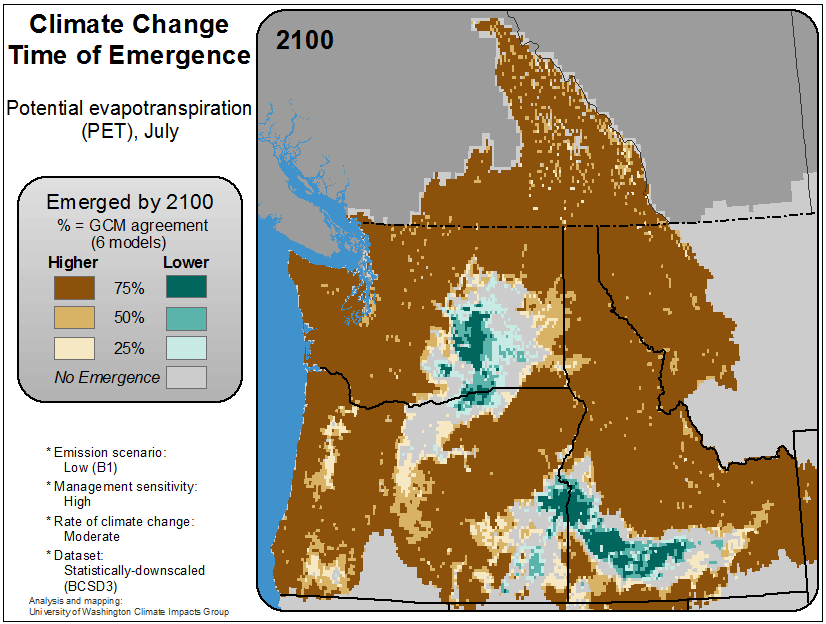 Climate Change
Time of Emergence
Potential evapotranspiration
(PET), July
Emerged by 2100
% = GCM agreement
(6 models)
Higher Lower
75%
50%
25%
No Emergence
* Emission scenario:
Low (B1)
* Management sensitivity:
High
* Rate of climate change:
Moderate
* Dataset:
Statistically-downscaled
(BCSD3)
Analysis and mapping:
University of Washington Climate Impacts Group
2100